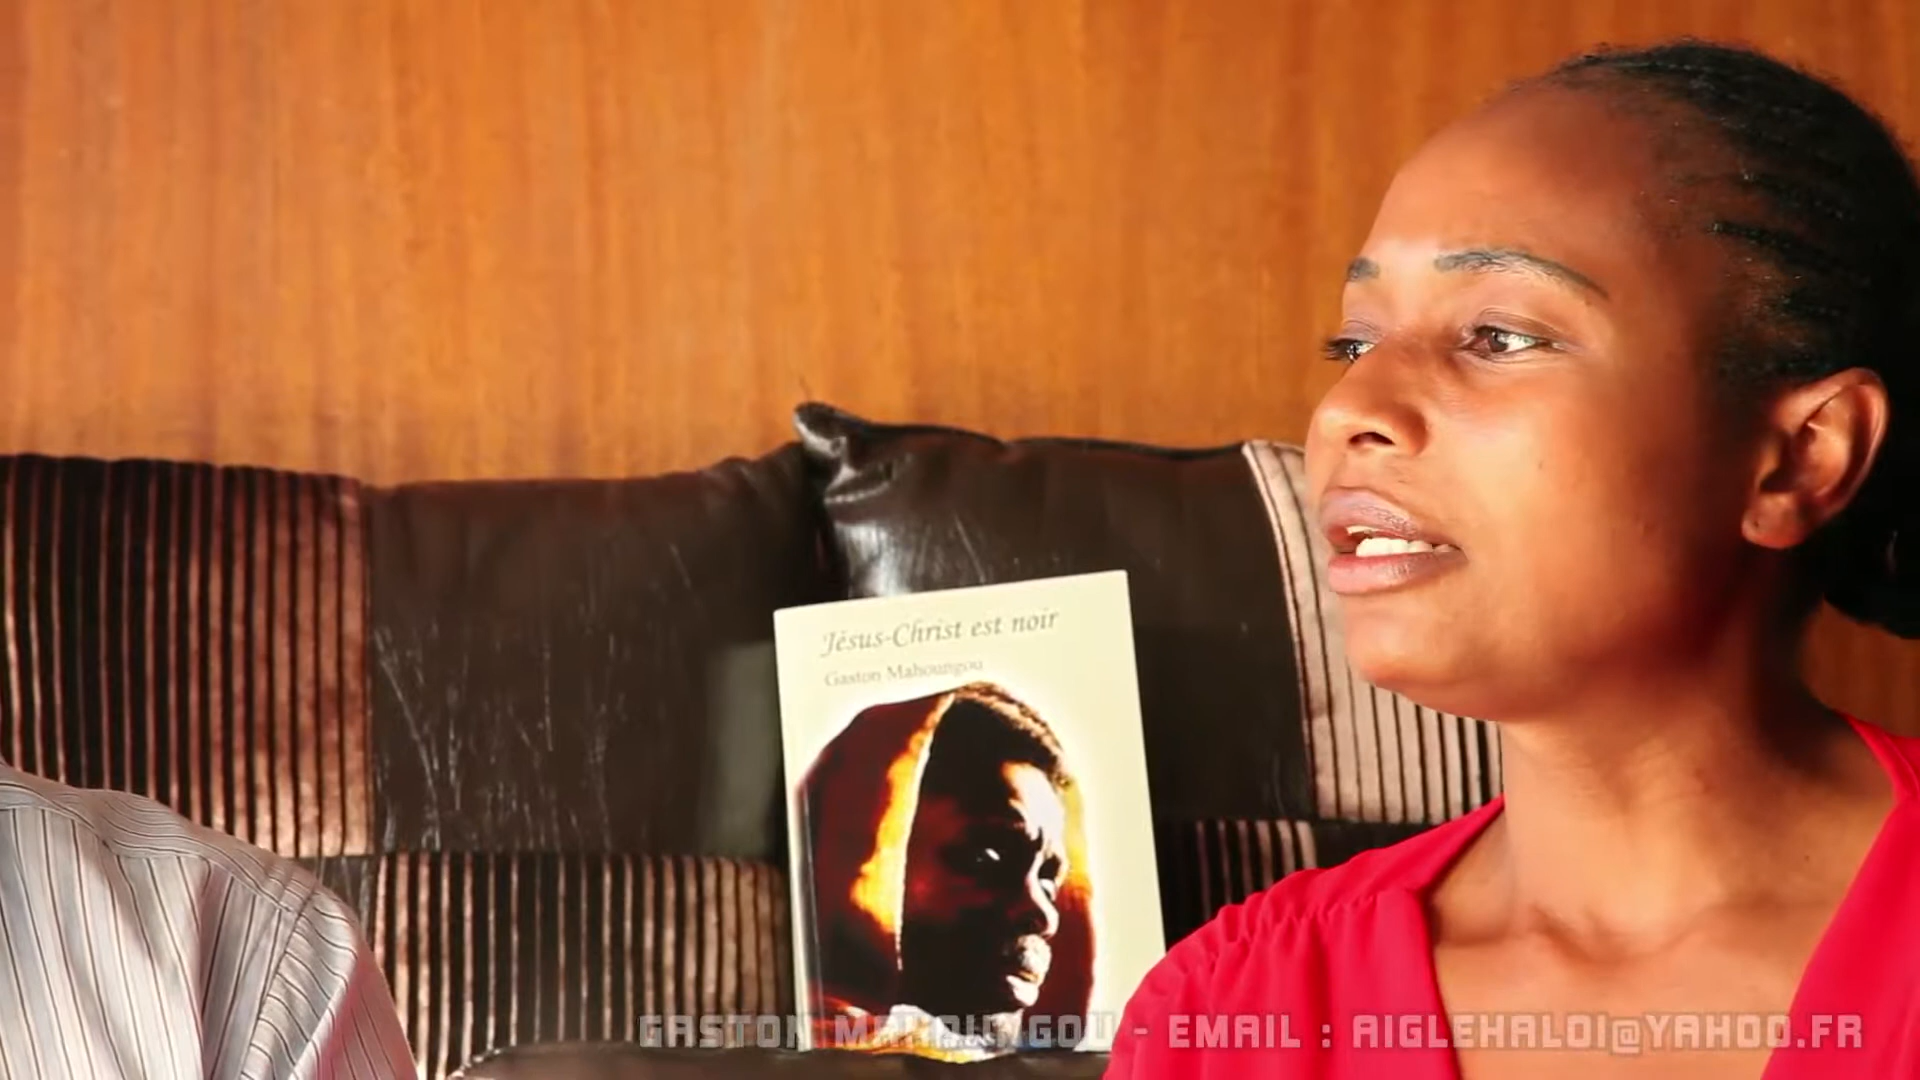 Jésus-Christ est noir
Gaston Mahoungou
GASTON MAHOUNGOU - EMAIL : AIGLEHALOI@YAHOO.FR